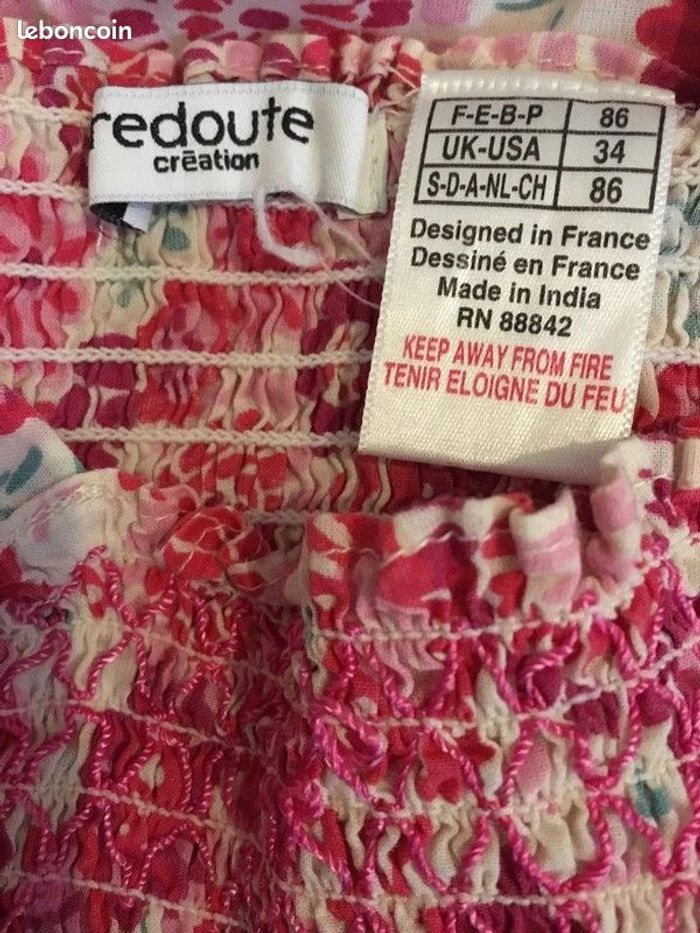 leboncoin
redoute
crēation
F-E-B-P 86
UK-USA 34
S-D-A-NL-CH 86
Designed in France
Dessiné en France
Made in India
RN 88842
KEEP AWAY FROM FIRE
TENIR ELOIGNE DU FEU